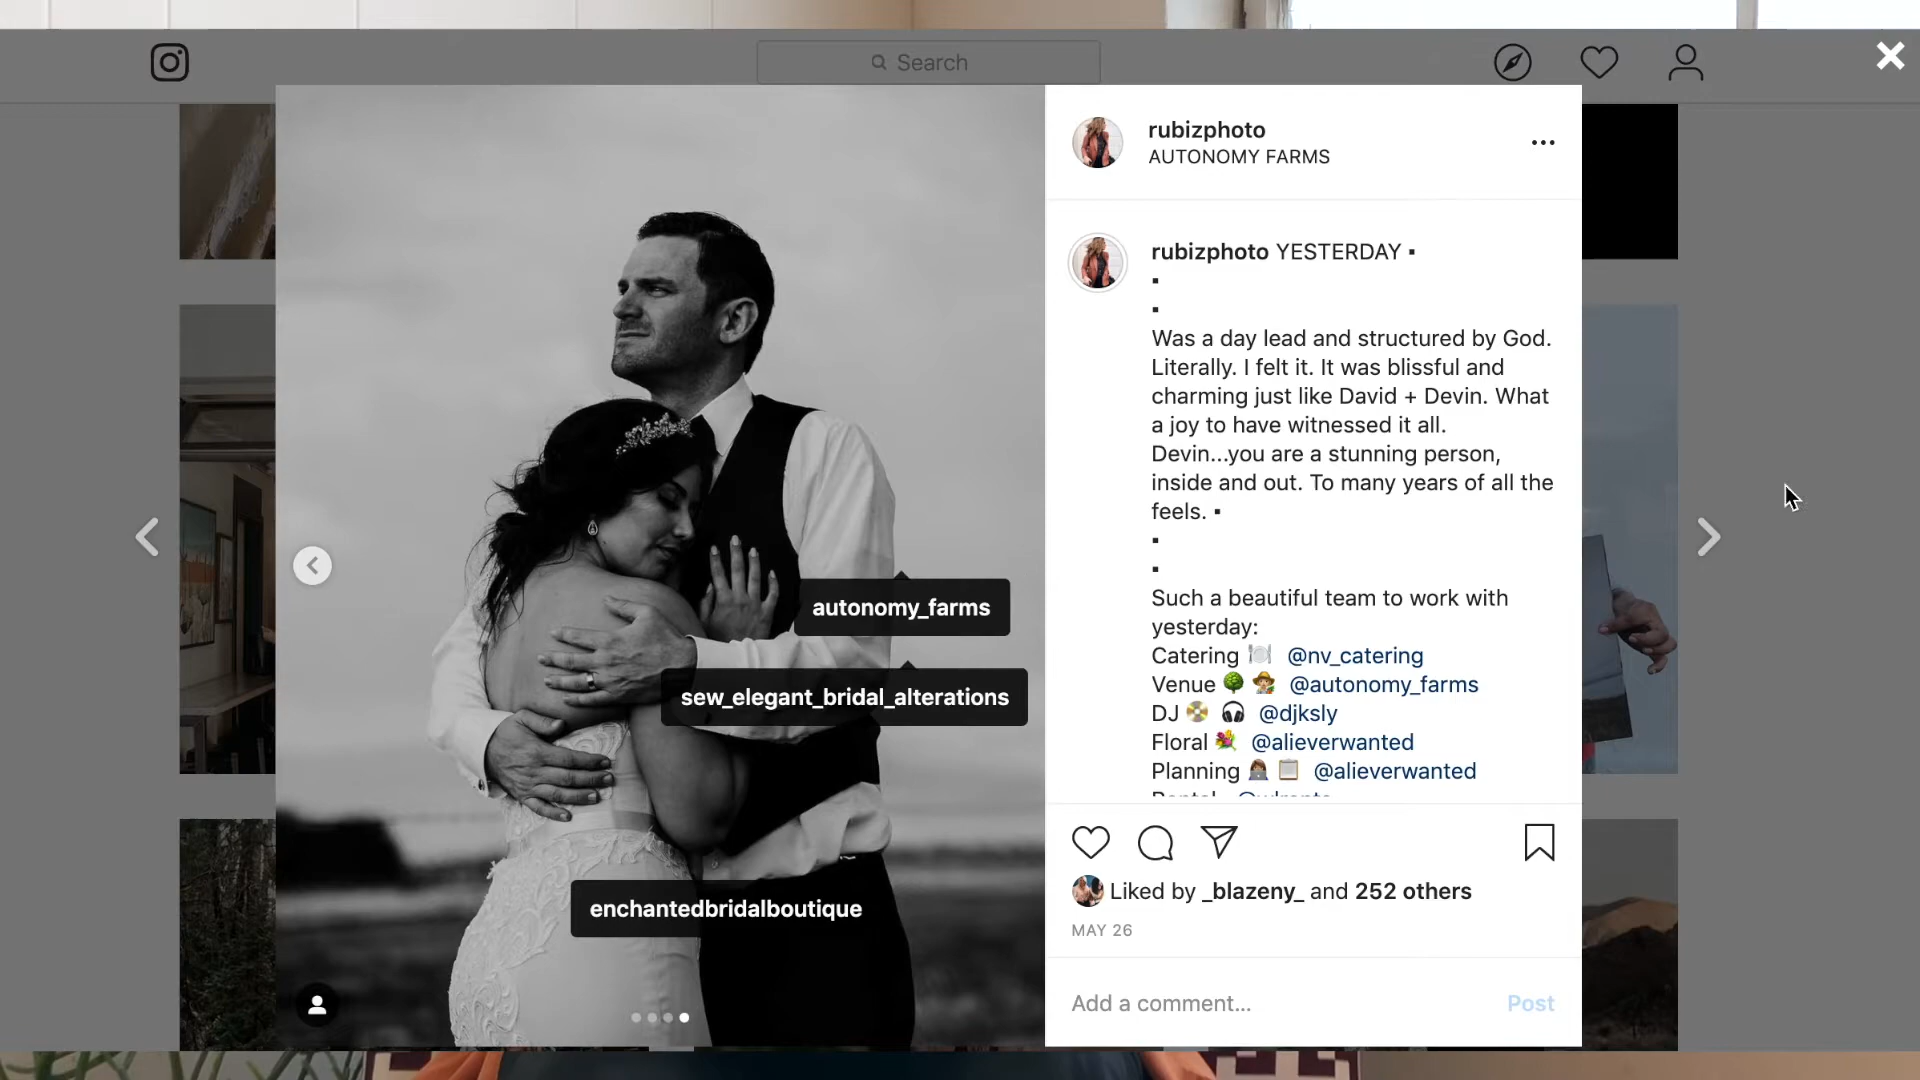 Search
rubizphoto
AUTONOMY FARMS
rubizphoto YESTERDAY ▪
▪
▪
Was a day lead and structured by God.
Literally. I felt it. It was blissful and
charming just like David + Devin. What
a joy to have witnessed it all.
Devin...you are a stunning person,
inside and out. To many years of all the
feels. ▪
▪
▪
Such a beautiful team to work with
yesterday:
Catering 🍽 @nv_catering
Venue 🌳 👩‍🌾 @autonomy_farms
DJ 📀 🎧 @djksly
Floral 💐 @alieverwanted
Planning 👩‍💻 📋 @alieverwanted
autonomy_farms
sew_elegant_bridal_alterations
enchantedbridalboutique
Liked by _blazeny_ and 252 others
MAY 26
Add a comment...
Post